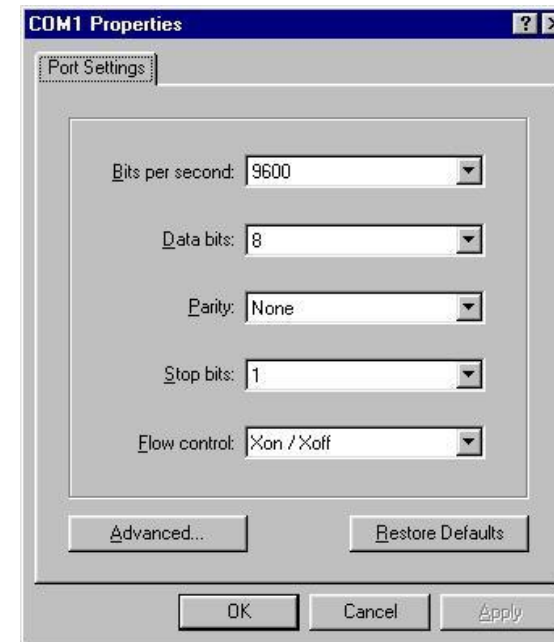 COM1 Properties
Port Settings
Bits per second: 9600
Data bits: 8
Parity: None
Stop bits: 1
Flow control: Xon / Xoff
Advanced... Restore Defaults
OK Cancel Apply